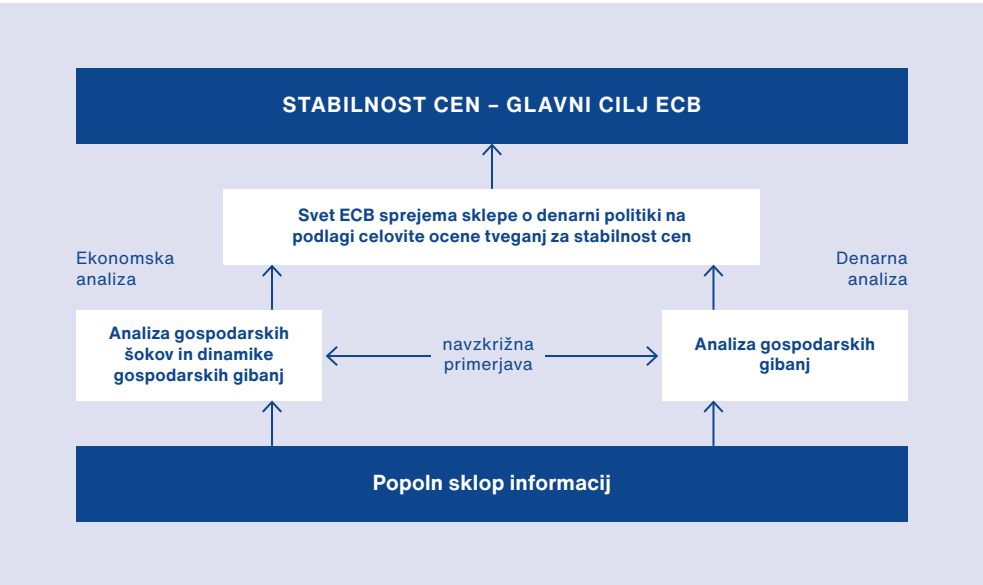 STABILNOST CEN – GLAVNI CILJ ECB
Svet ECB sprejema sklepe o denarni politiki na
podlagi celovite ocene tveganj za stabilnost cen
Ekonomska
analiza
Denarna
analiza
Analiza gospodarskih
šokov in dinamike
gospodarskih gibanj
navzkrižna
primerjava
Analiza gospodarskih
gibanj
Popoln sklop informacij